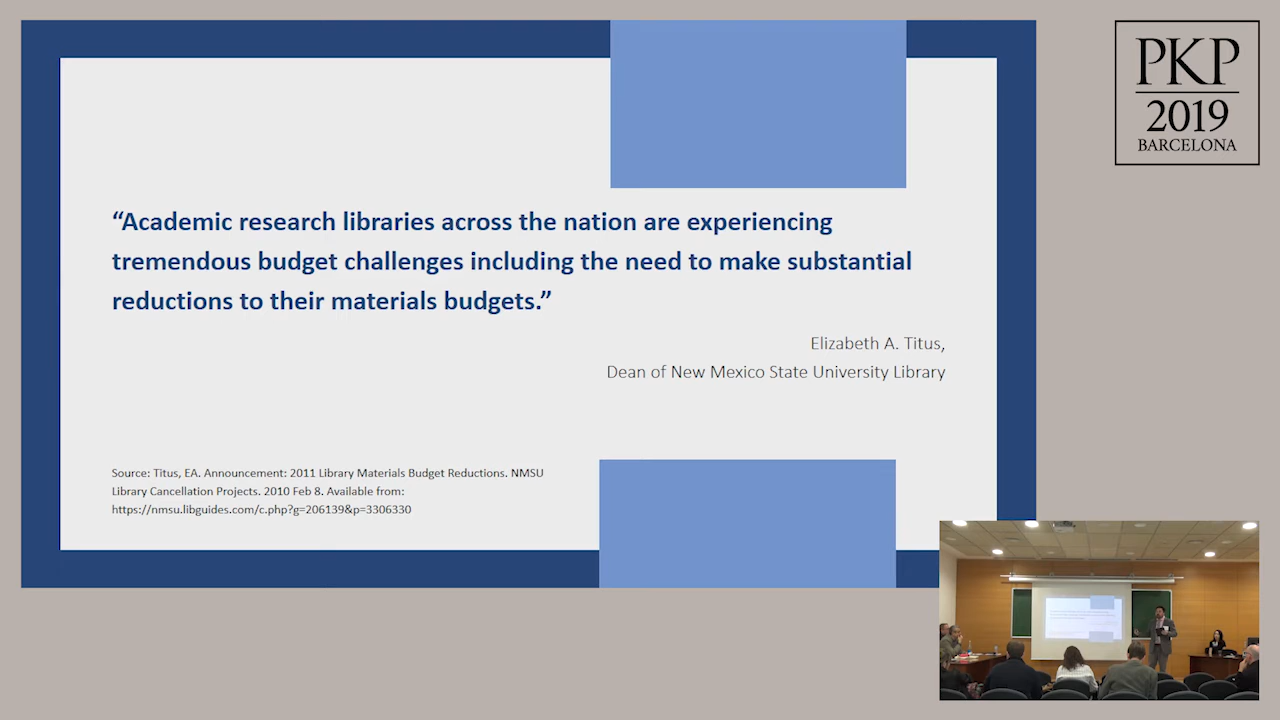 PKP
2019
BARCELONA
“Academic research libraries across the nation are experiencing
tremendous budget challenges including the need to make substantial
reductions to their materials budgets.”
Elizabeth A. Titus,
Dean of New Mexico State University Library
Source: Titus, EA. Announcement: 2011 Library Materials Budget Reductions. NMSU
Library Cancellation Projects. 2010 Feb 8. Available from:
https://nmsu.libguides.com/c.php?g=206139&p=3306330